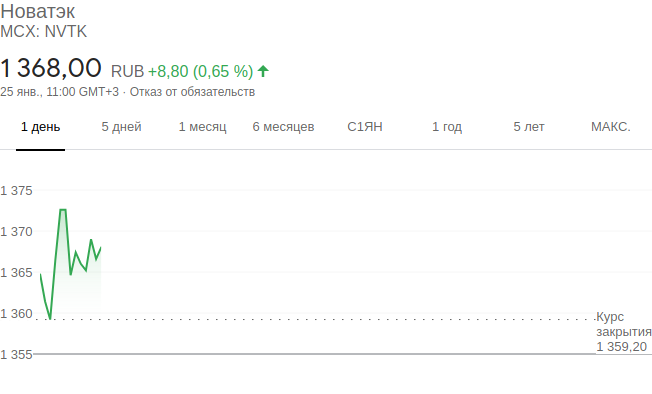 Новатэк
MCX: NVTK
1 368,00 RUB +8,80 (0,65 %)
25 янв., 11:00 GMT+3 · Отказ от обязательств
1 день 5 дней 1 месяц 6 месяцев С1ЯН 1 год 5 лет МАКС.
1 375
1 370
1 365
1 360
Курс
закрытия
1 359,20
1 355